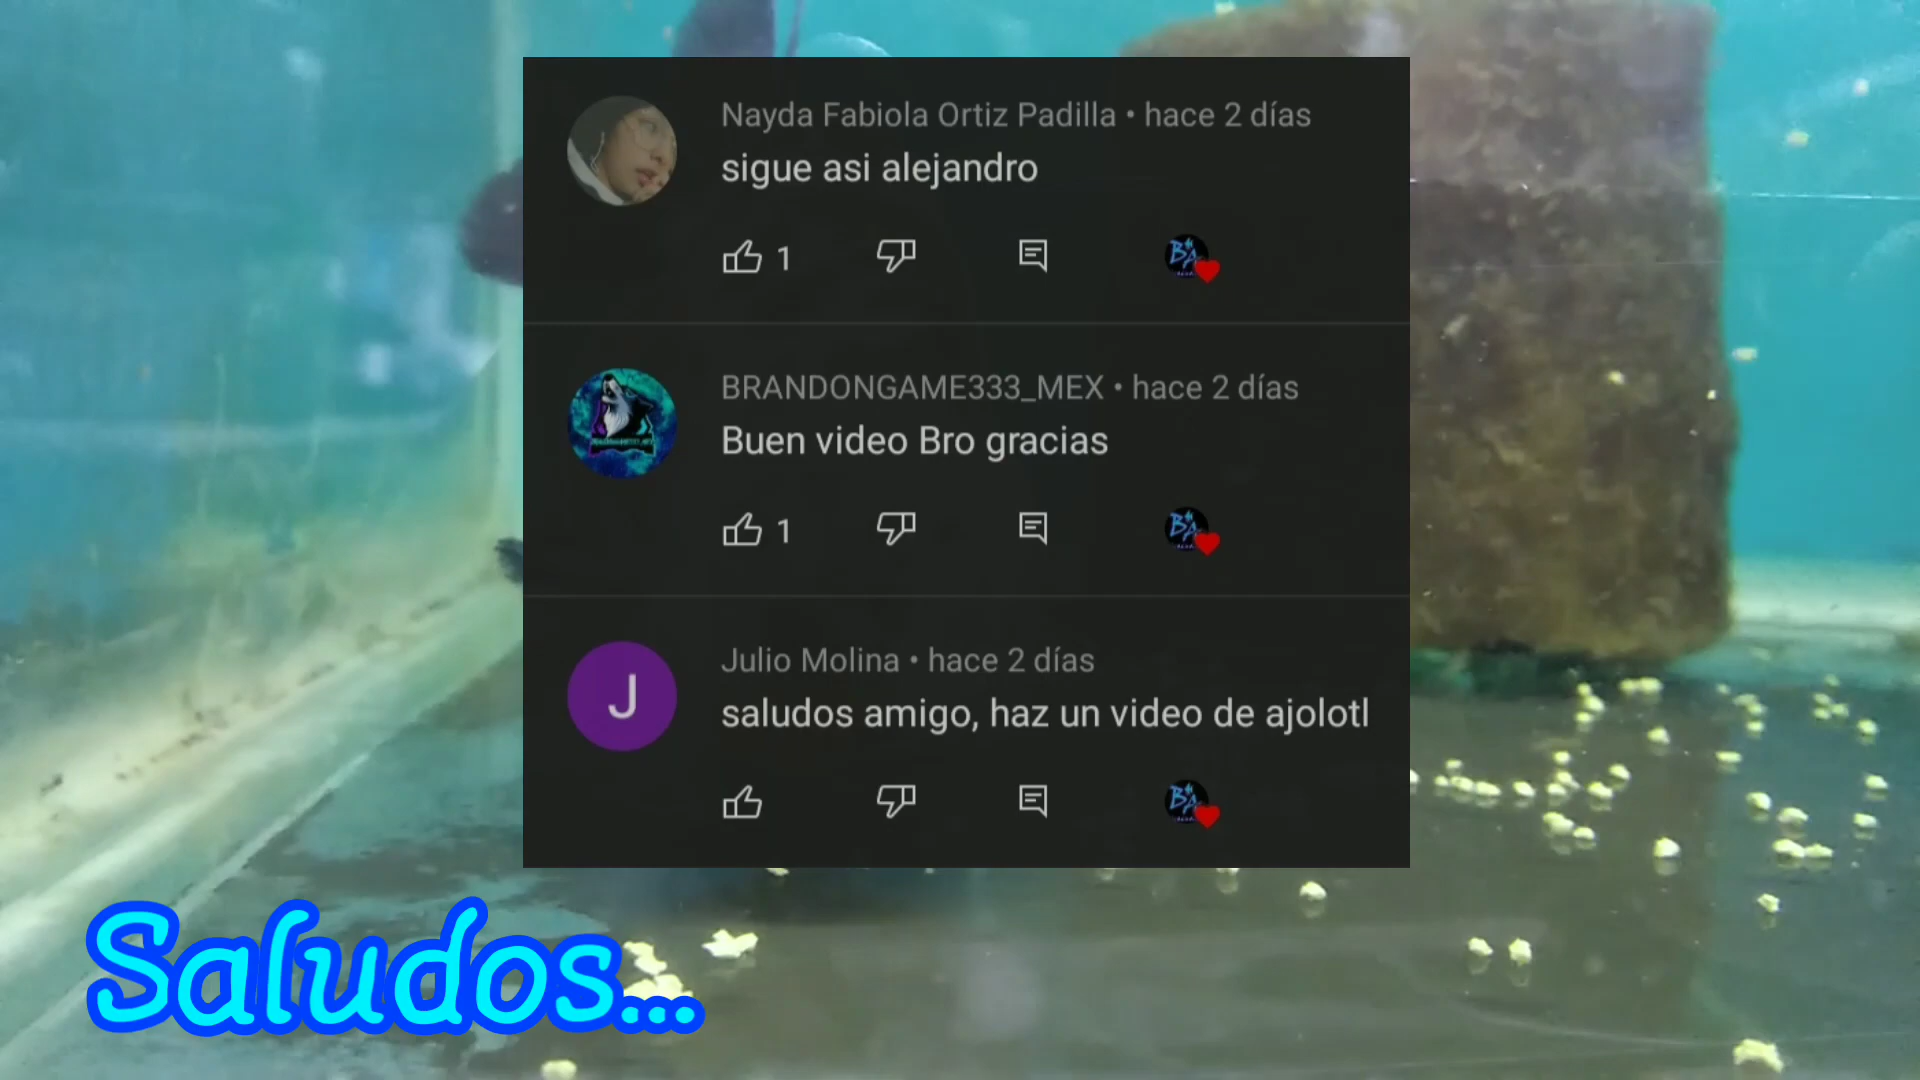 Nayda Fabiola Ortiz Padilla • hace 2 días
sigue asi alejandro
1
BRANDONGAME333_MEX • hace 2 días
Buen video Bro gracias
1
J
Julio Molina • hace 2 días
saludos amigo, haz un video de ajolotl
Saludos...